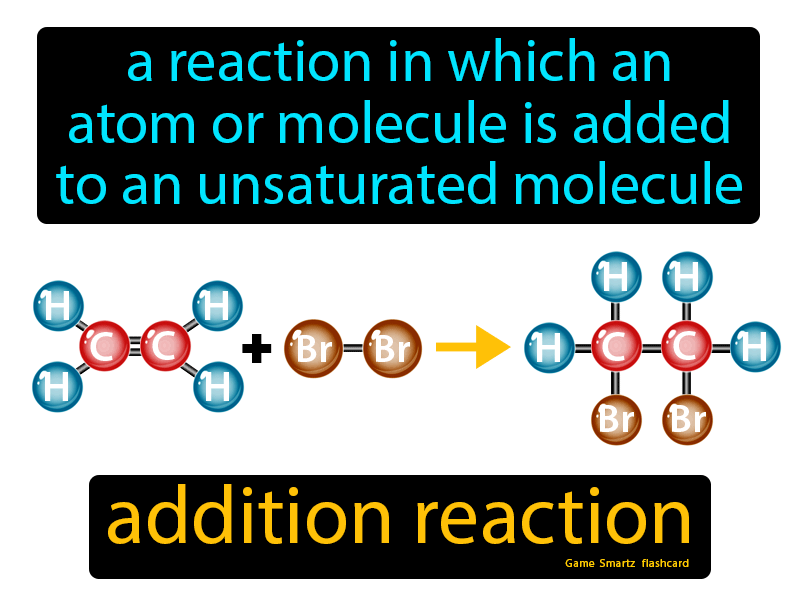 a reaction in which an
atom or molecule is added
to an unsaturated molecule
H H H H
H C C H + Br Br H C C H
H H Br Br
addition reaction
Game Smartz flashcard